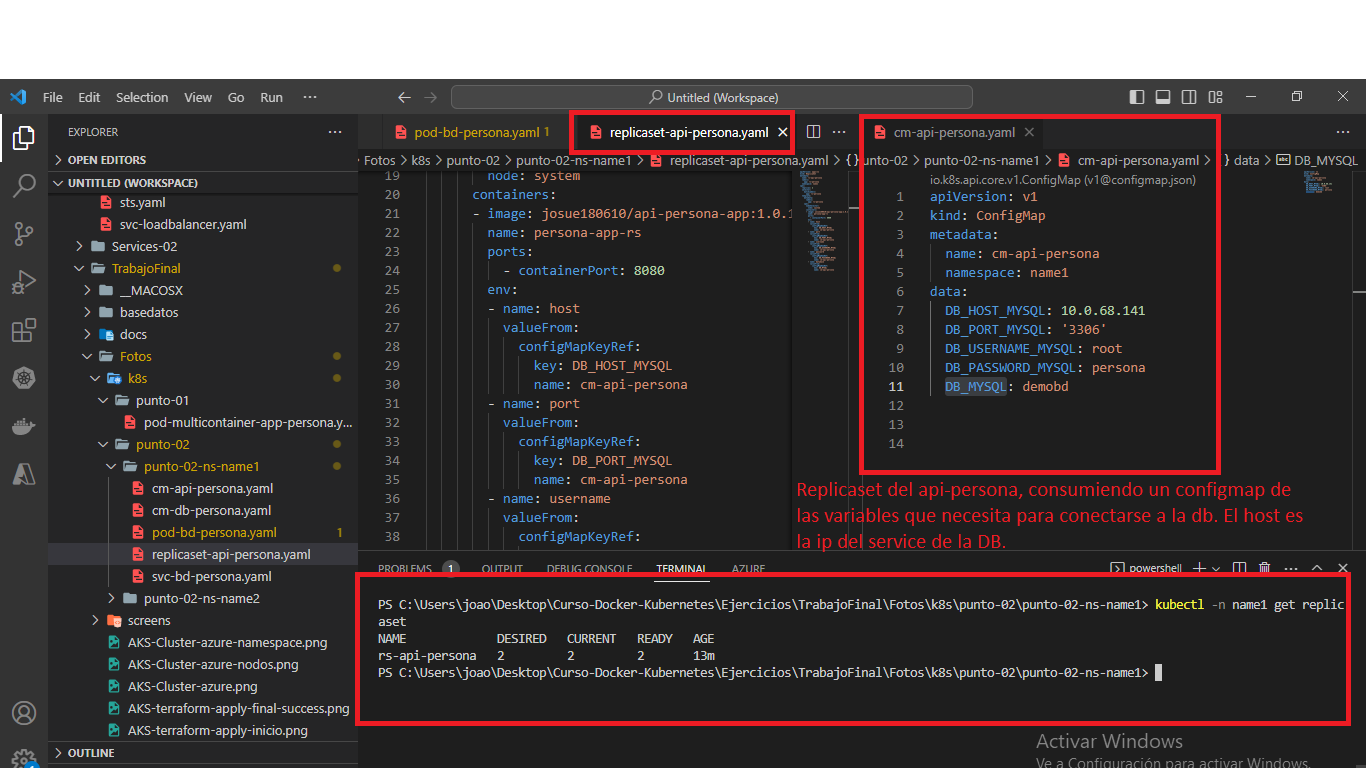 File Edit Selection View Go Run ···
Untitled (Workspace)
EXPLORER ···
OPEN EDITORS
UNTITLED (WORKSPACE)
sts.yaml
svc-loadbalancer.yaml
Services-02
TrabajoFinal
__MACOSX
basedatos
docs
Fotos
k8s
punto-01
pod-multicontainer-app-persona.y...
punto-02
punto-02-ns-name1
cm-api-persona.yaml
cm-db-persona.yaml
pod-bd-persona.yaml 1
replicaset-api-persona.yaml
svc-bd-persona.yaml
punto-02-ns-name2
screens
AKS-Cluster-azure-namespace.png
AKS-Cluster-azure-nodos.png
AKS-Cluster-azure.png
AKS-terraform-apply-final-success.png
AKS-terraform-apply-inicio.png
OUTLINE
pod-bd-persona.yaml 1 replicaset-api-persona.yaml ···
Fotos > k8s > punto-02 > punto-02-ns-name1 > replicaset-api-persona.yaml > {}
19 node: system
20 containers:
21 - image: josue180610/api-persona-app:1.0.1
22 name: persona-app-rs
23 ports:
24 - containerPort: 8080
25 env:
26 - name: host
27 valueFrom:
28 configMapKeyRef:
29 key: DB_HOST_MYSQL
30 name: cm-api-persona
31 - name: port
32 valueFrom:
33 configMapKeyRef:
34 key: DB_PORT_MYSQL
35 name: cm-api-persona
36 - name: username
37 valueFrom:
38 configMapKeyRef:
cm-api-persona.yaml ···
unto-02 > punto-02-ns-name1 > cm-api-persona.yaml > {} data > DB_MYSQL
io.k8s.api.core.v1.ConfigMap (v1@configmap.json)
1 apiVersion: v1
2 kind: ConfigMap
3 metadata:
4 name: cm-api-persona
5 namespace: name1
6 data:
7 DB_HOST_MYSQL: 10.0.68.141
8 DB_PORT_MYSQL: '3306'
9 DB_USERNAME_MYSQL: root
10 DB_PASSWORD_MYSQL: persona
11 DB_MYSQL: demobd
12
13
14
Replicaset del api-persona, consumiendo un configmap de
las variables que necesita para conectarse a la db. El host es
la ip del service de la DB.
PROBLEMS 1 OUTPUT DEBUG CONSOLE TERMINAL AZURE powershell ···
PS C:\Users\joao\Desktop\Curso-Docker-Kubernetes\Ejercicios\TrabajoFinal\Fotos\k8s\punto-02\punto-02-ns-name1> kubectl -n name1 get replic
aset
NAME DESIRED CURRENT READY AGE
rs-api-persona 2 2 2 13m
PS C:\Users\joao\Desktop\Curso-Docker-Kubernetes\Ejercicios\TrabajoFinal\Fotos\k8s\punto-02\punto-02-ns-name1>
Activar Windows
Ve a Configuración para activar Windows.